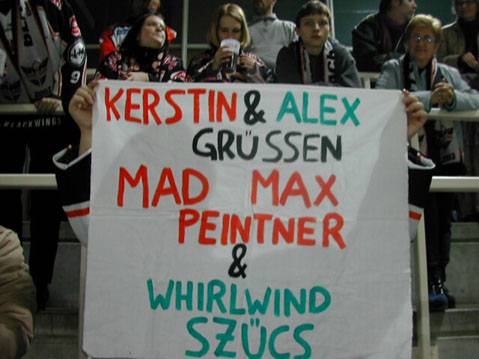 KERSTIN & ALEX
GRÜSSEN
MAD MAX
PEINTNER
&
WHIRLWIND
SZÜCS